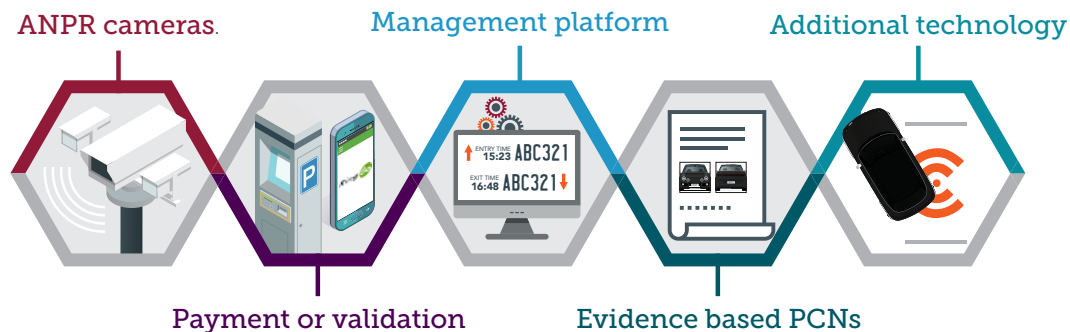 ANPR cameras.
Management platform
Additional technology
P
ENTRY TIME
15:23 ABC321
EXIT TIME
16:48 ABC321
Payment or validation
Evidence based PCNs